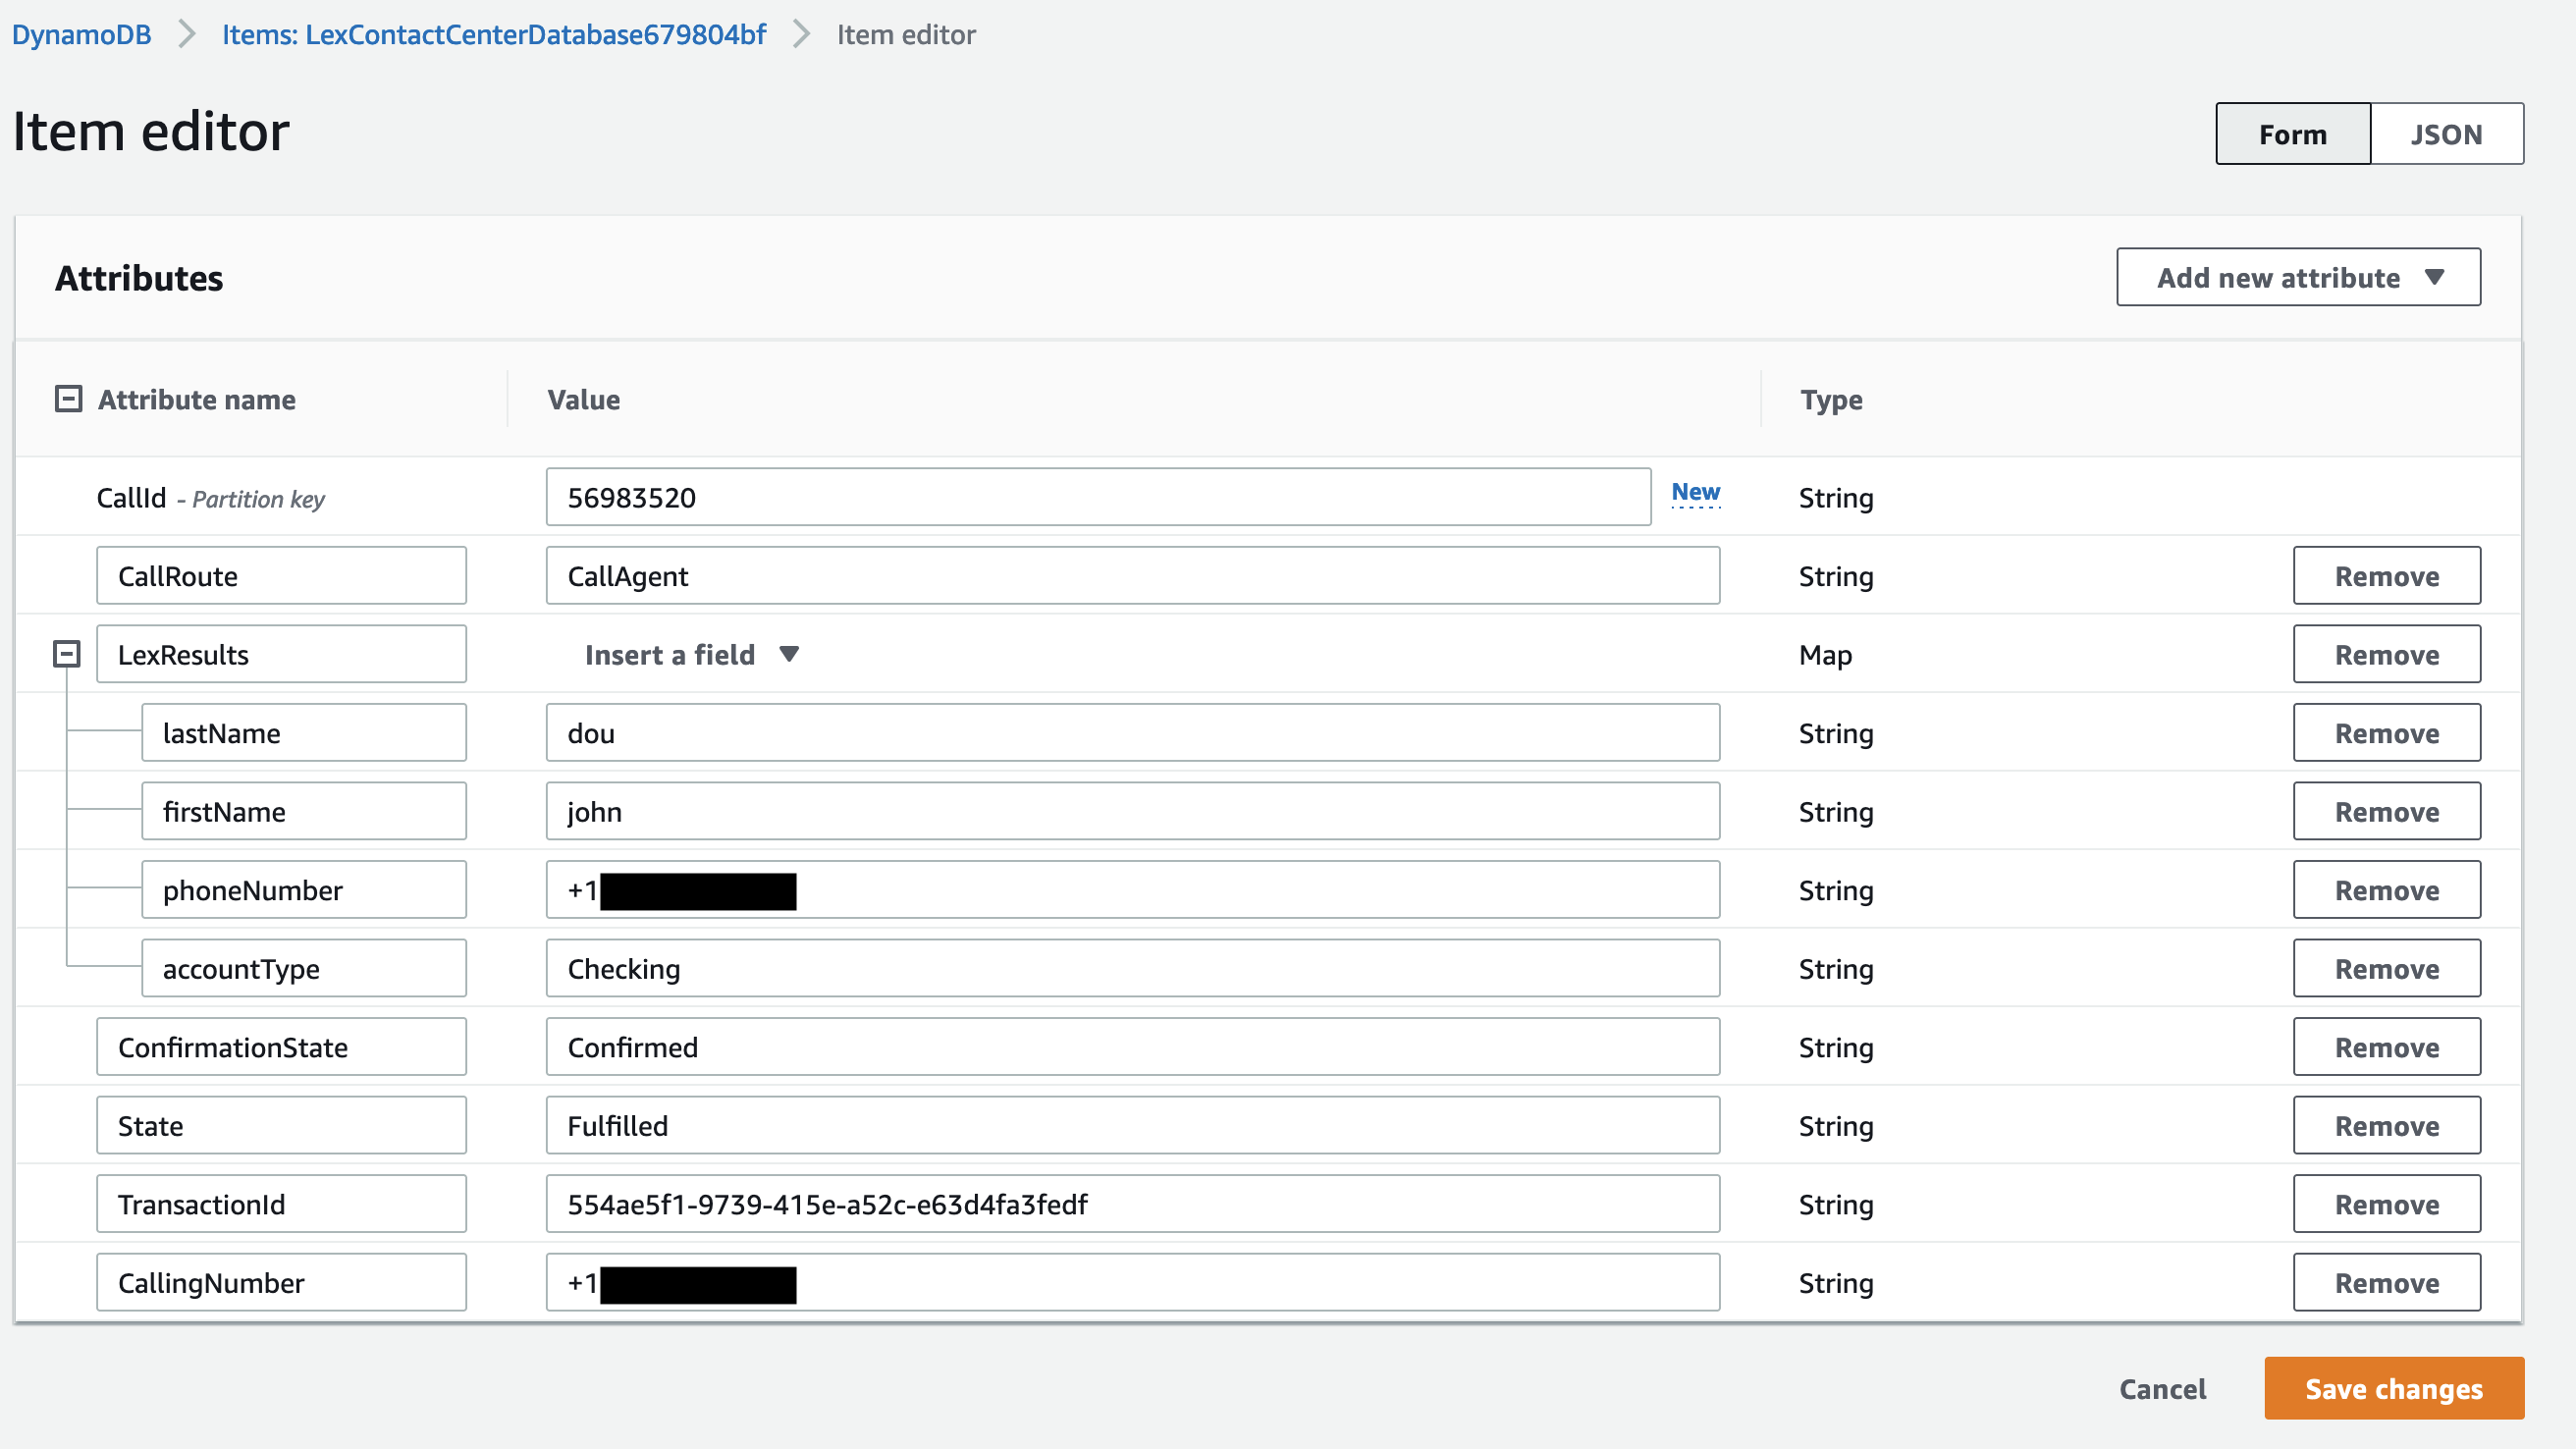 DynamoDB > Items: LexContactCenterDatabase679804bf > Item editor
Item editor
Form JSON
Attributes
Add new attribute
Attribute name Value Type
CallId - Partition key 56983520 New String
CallRoute CallAgent String Remove
LexResults Insert a field Map Remove
lastName dou String Remove
firstName john String Remove
phoneNumber +1 String Remove
accountType Checking String Remove
ConfirmationState Confirmed String Remove
State Fulfilled String Remove
TransactionId 554ae5f1-9739-415e-a52c-e63d4fa3fedf String Remove
CallingNumber +1 String Remove
Cancel Save changes